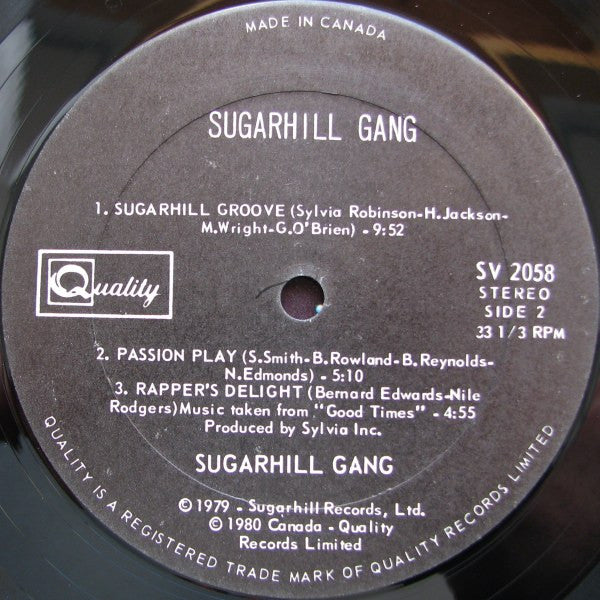 MADE IN CANADA
SUGARHILL GANG
1. SUGARHILL GROOVE (Sylvia Robinson-H.Jackson-
M.Wright-G.O'Brien) - 9:52
Quality
SV 2058
STEREO
SIDE 2
33 1/3 RPM
2. PASSION PLAY (S.Smith-B.Rowland-B.Reynolds-
N.Edmonds) - 5:10
3. RAPPER'S DELIGHT (Bernard Edwards-Nile
Rodgers)Music taken from "Good Times" - 4:55
Produced by Sylvia Inc.
SUGARHILL GANG
© 1979 - Sugarhill Records, Ltd.
© 1980 Canada - Quality
Records Limited
QUALITY IS A REGISTERED TRADE MARK OF QUALITY RECORDS LIMITED